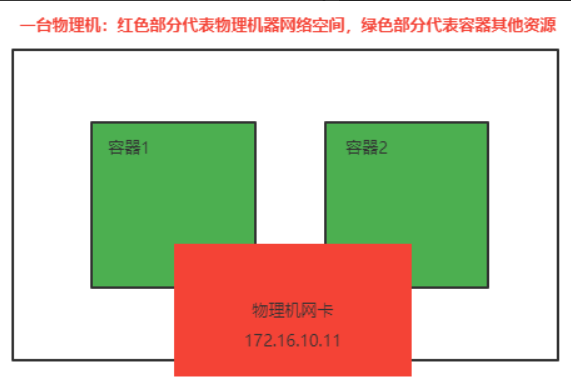 一台物理机：红色部分代表物理机器网络空间，绿色部分代表容器其他资源
容器1
容器2
物理机网卡
172.16.10.11